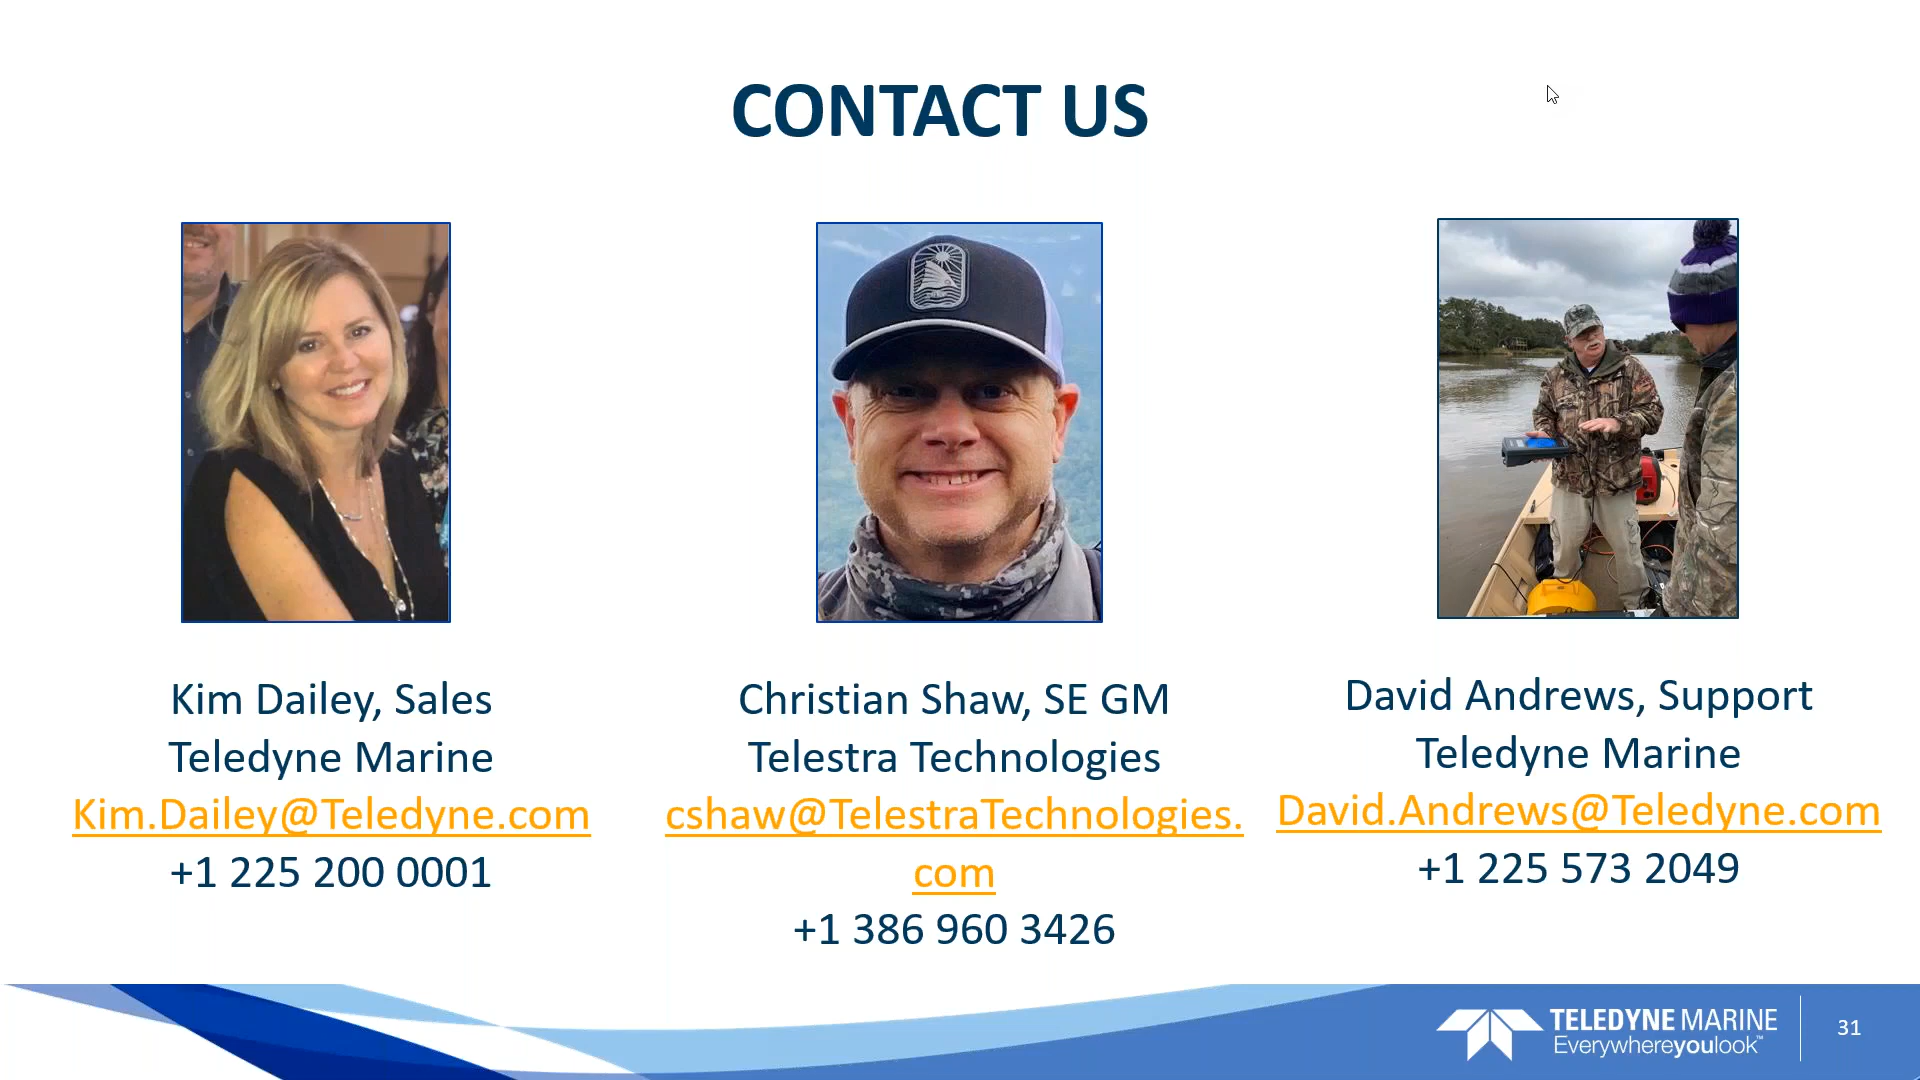 CONTACT US
Kim Dailey, Sales
Teledyne Marine
Kim.Dailey@Teledyne.com
+1 225 200 0001
Christian Shaw, SE GM
Telestra Technologies
cshaw@TelestraTechnologies.
com
+1 386 960 3426
David Andrews, Support
Teledyne Marine
David.Andrews@Teledyne.com
+1 225 573 2049
TELEDYNE MARINE
Everywhereyoulook™
31